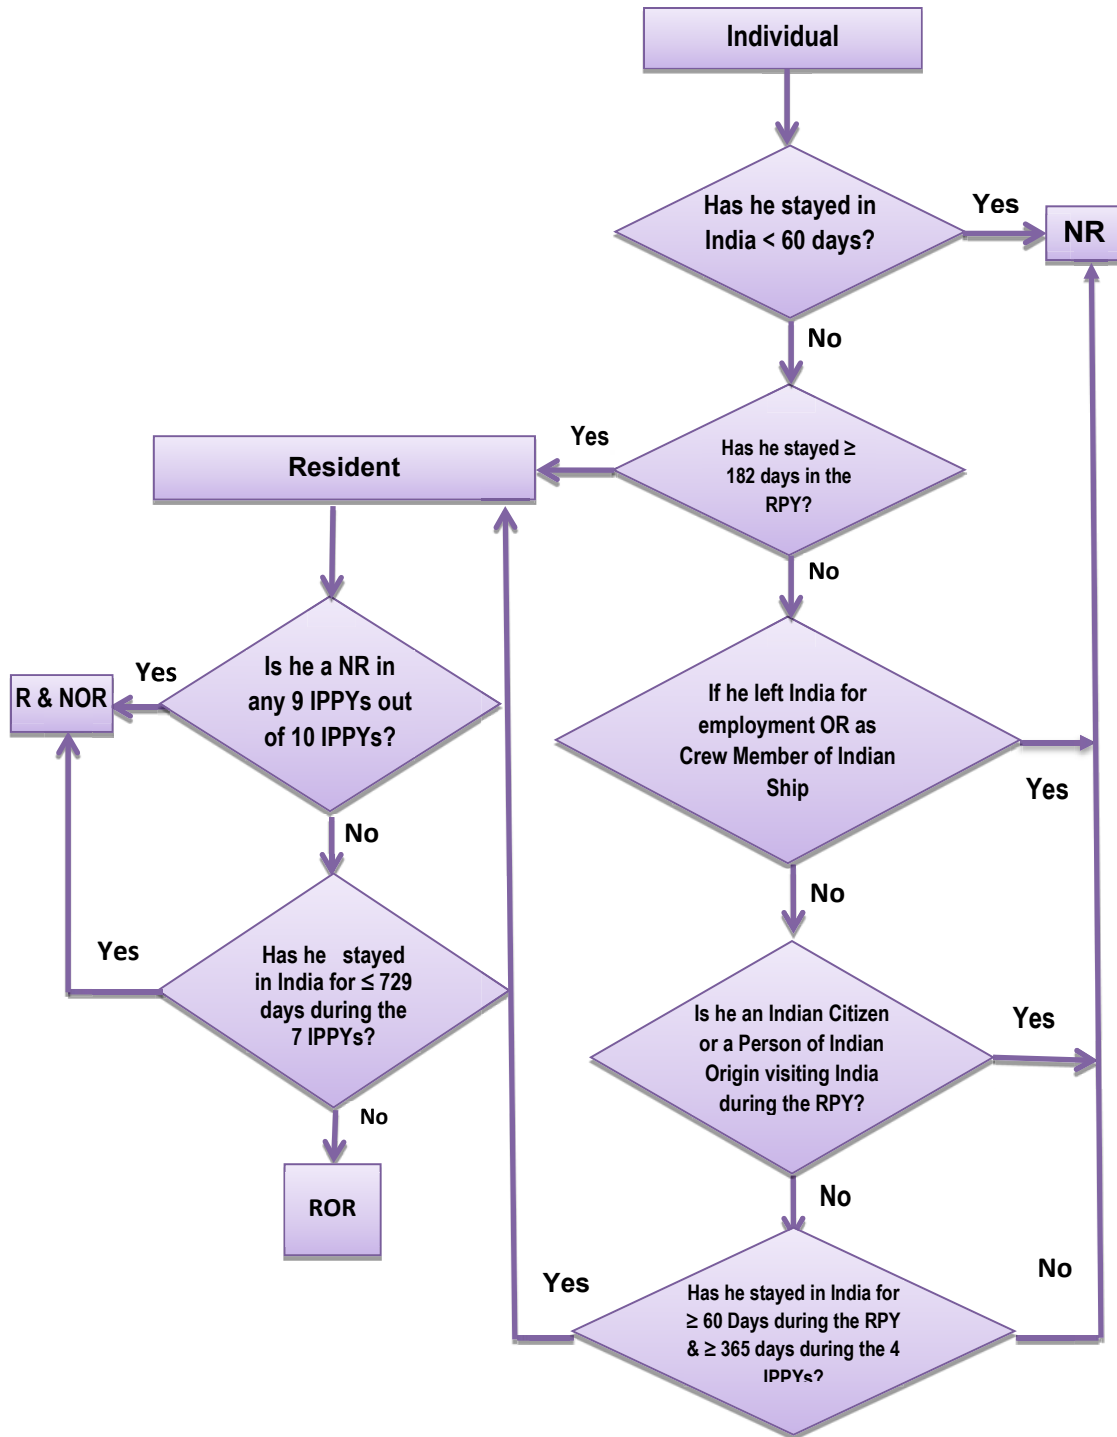 Individual
Has he stayed in
India < 60 days?
Yes
NR
No
Has he stayed ≥
182 days in the
RPY?
Yes
Resident
No
If he left India for
employment OR as
Crew Member of Indian
Ship
Yes
No
Is he a NR in
any 9 IPPYs out
of 10 IPPYs?
Yes
R & NOR
No
Has he stayed
in India for ≤ 729
days during the
7 IPPYs?
Yes
No
ROR
Is he an Indian Citizen
or a Person of Indian
Origin visiting India
during the RPY?
Yes
No
Has he stayed in India for
≥ 60 Days during the RPY
& ≥ 365 days during the 4
IPPYs?
Yes
No